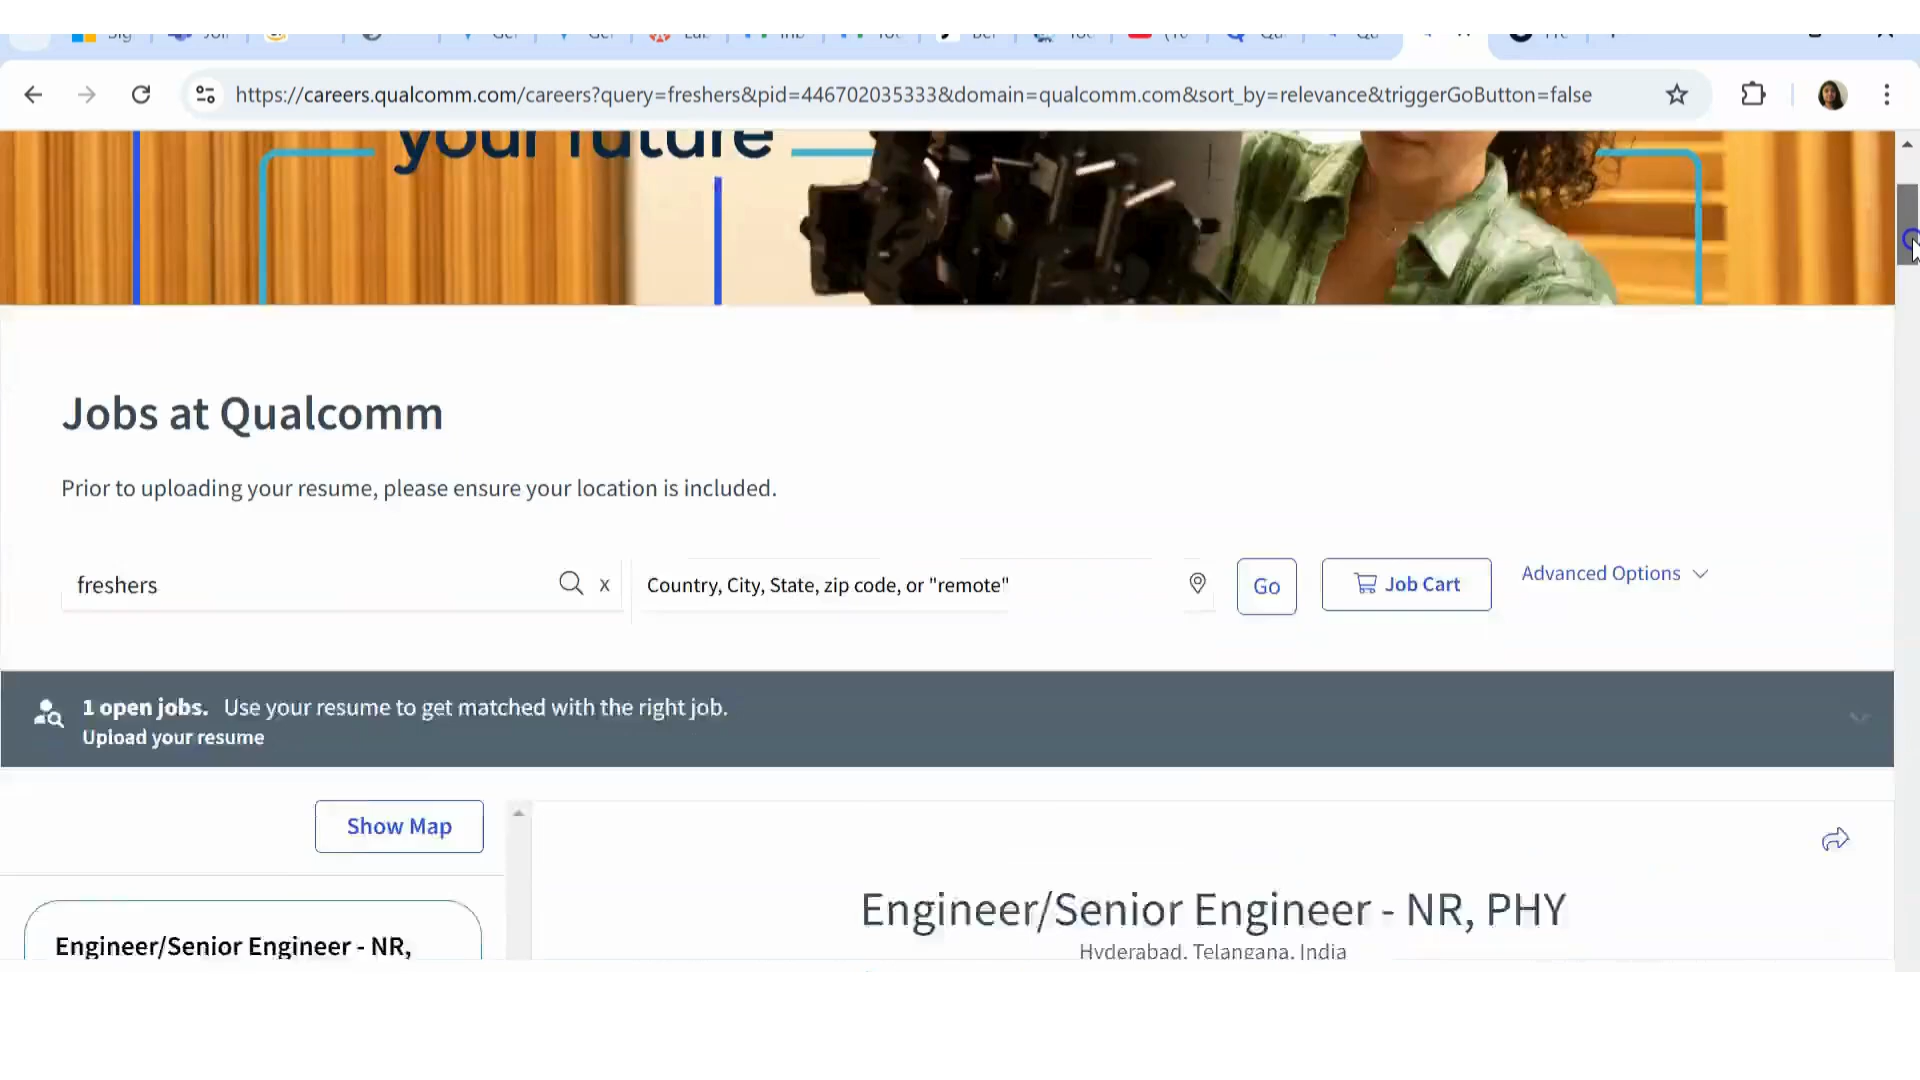 https://careers.qualcomm.com/careers?query=freshers&pid=446702035333&domain=qualcomm.com&sort_by=relevance&triggerGoButton=false
your future
Jobs at Qualcomm
Prior to uploading your resume, please ensure your location is included.
freshers x Country, City, State, zip code, or "remote" Go Job Cart Advanced Options
1 open jobs. Use your resume to get matched with the right job.
Upload your resume
Show Map
Engineer/Senior Engineer - NR, PHY
Engineer/Senior Engineer - NR,
Hyderabad, Telangana, India